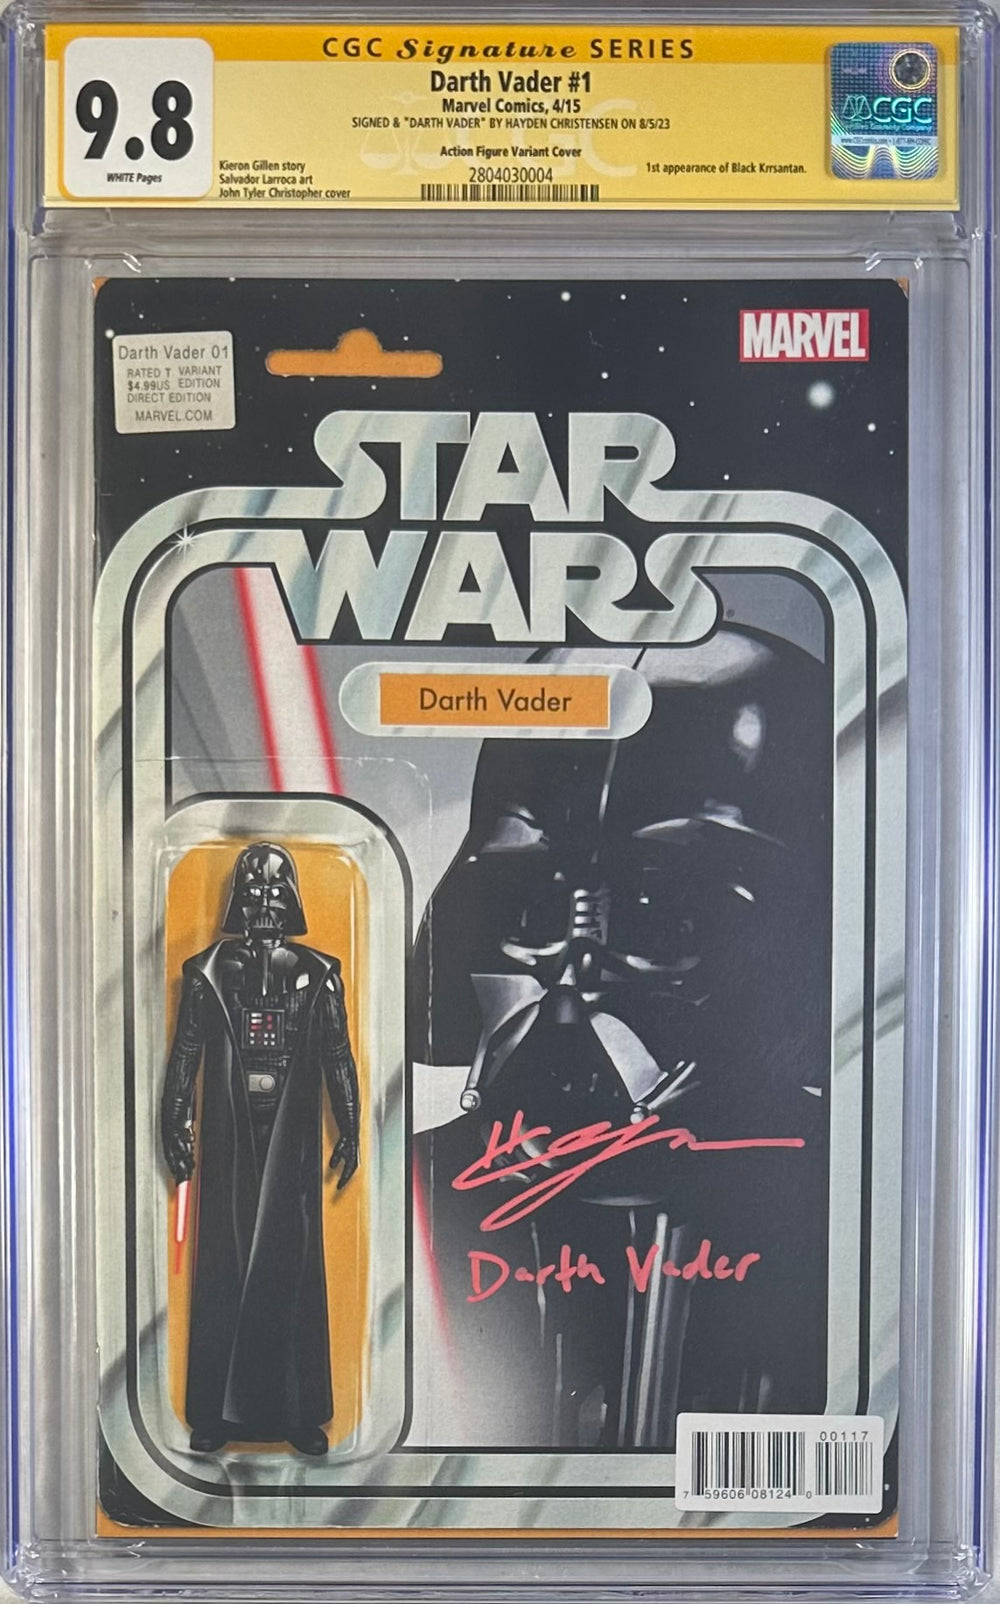 CGC Signature SERIES
9.8
WHITE Pages
Darth Vader #1
Marvel Comics, 4/15
SIGNED & "DARTH VADER" BY HAYDEN CHRISTENSEN ON 8/5/23
Action Figure Variant Cover
2804030004
Kieron Gillen story
Salvador Larroca art
John Tyler Christopher cover
1st appearance of Black Krrsantan.
CGC
MARVEL
Darth Vader 01
RATED T VARIANT
$4.99US EDITION
DIRECT EDITION
MARVEL.COM
STAR
WARS
Darth Vader
Darth Vader
00117
7 59606 08124 0